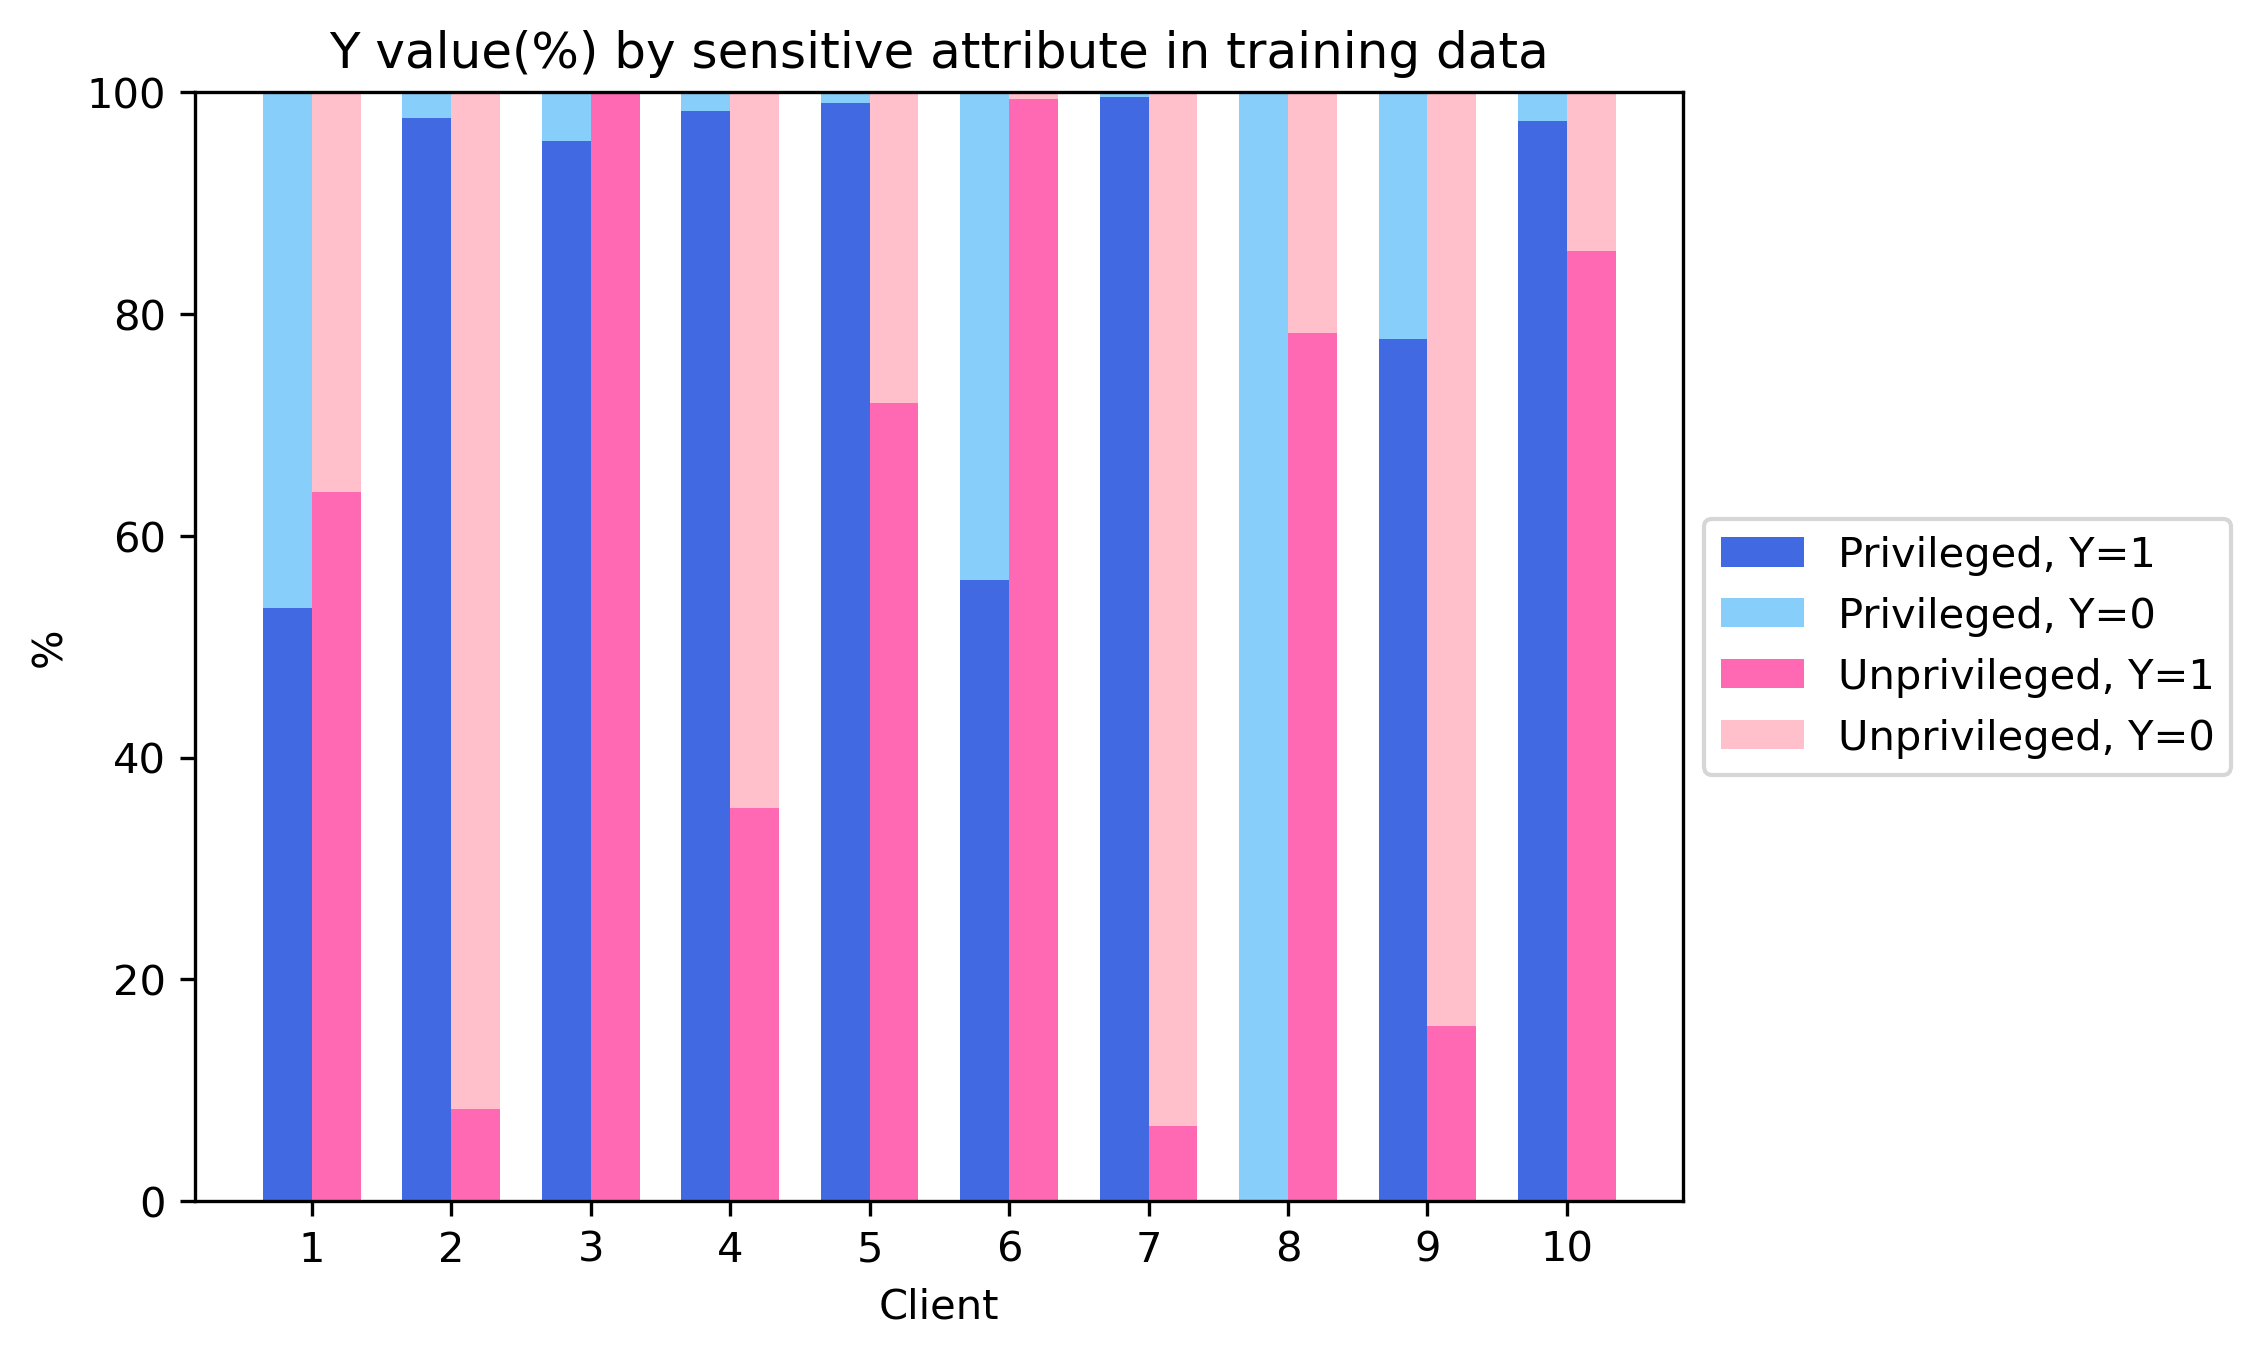 Y value(%) by sensitive attribute in training data
100
80
60
40
20
0
%
1 2 3 4 5 6 7 8 9 10
Client
Privileged, Y=1
Privileged, Y=0
Unprivileged, Y=1
Unprivileged, Y=0